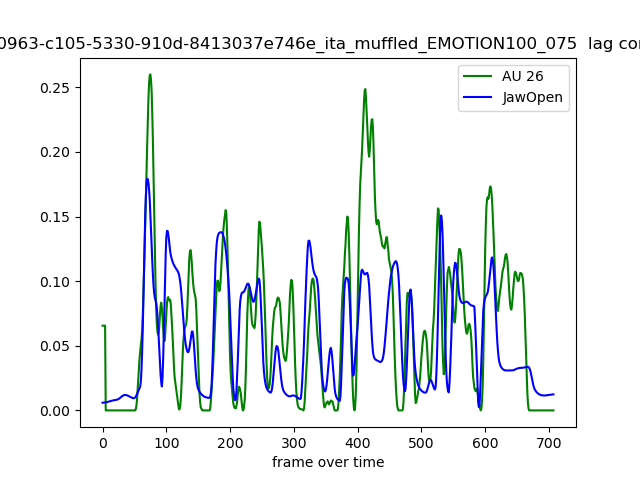 0963-c105-5330-910d-8413037e746e_ita_muffled_EMOTION100_075 lag
AU 26
JawOpen
0.25
0.20
0.15
0.10
0.05
0.00
0 100 200 300 400 500 600 700
frame over time